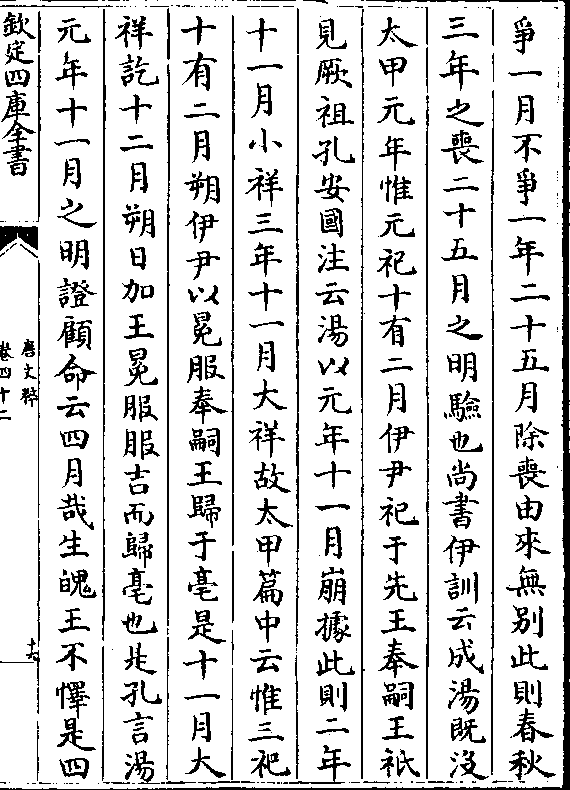 爭一月不爭一年二十五月除喪由來無別此則春秋
三年之喪二十五月之明驗也尚書伊訓云成湯既没
太甲元年惟元祀十有二月伊尹祀于先王奉嗣王祗
見厥祖孔安國注云湯以元年十一月崩據此則二年
十一月小祥三年十一月大祥故太甲篇中云惟三祀
十有二月朔伊尹以冕服奉嗣王歸于亳是十一月大
祥訖十二月朔日加王冕服服吉而歸亳也是孔言湯
元年十一月之明證顧命云四月哉生魄王不懌是四
欽定四庫全書
唐文粹
卷四十二
十六